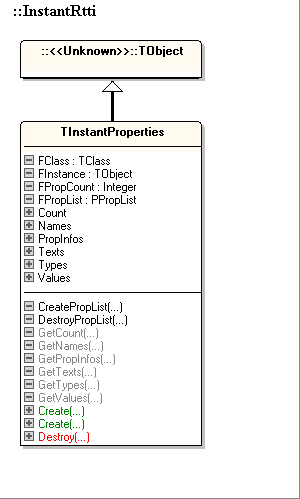 ::InstantRtti
::<<Unknown>>::TObject
TInstantProperties
FClass : TClass
FInstance : TObject
FPropCount : Integer
FPropList : PPropList
Count
Names
PropInfos
Texts
Types
Values
CreatePropList(...)
DestroyPropList(...)
GetCount(...)
GetNames(...)
GetPropInfos(...)
GetTexts(...)
GetTypes(...)
GetValues(...)
Create(...)
Create(...)
Destroy(...)